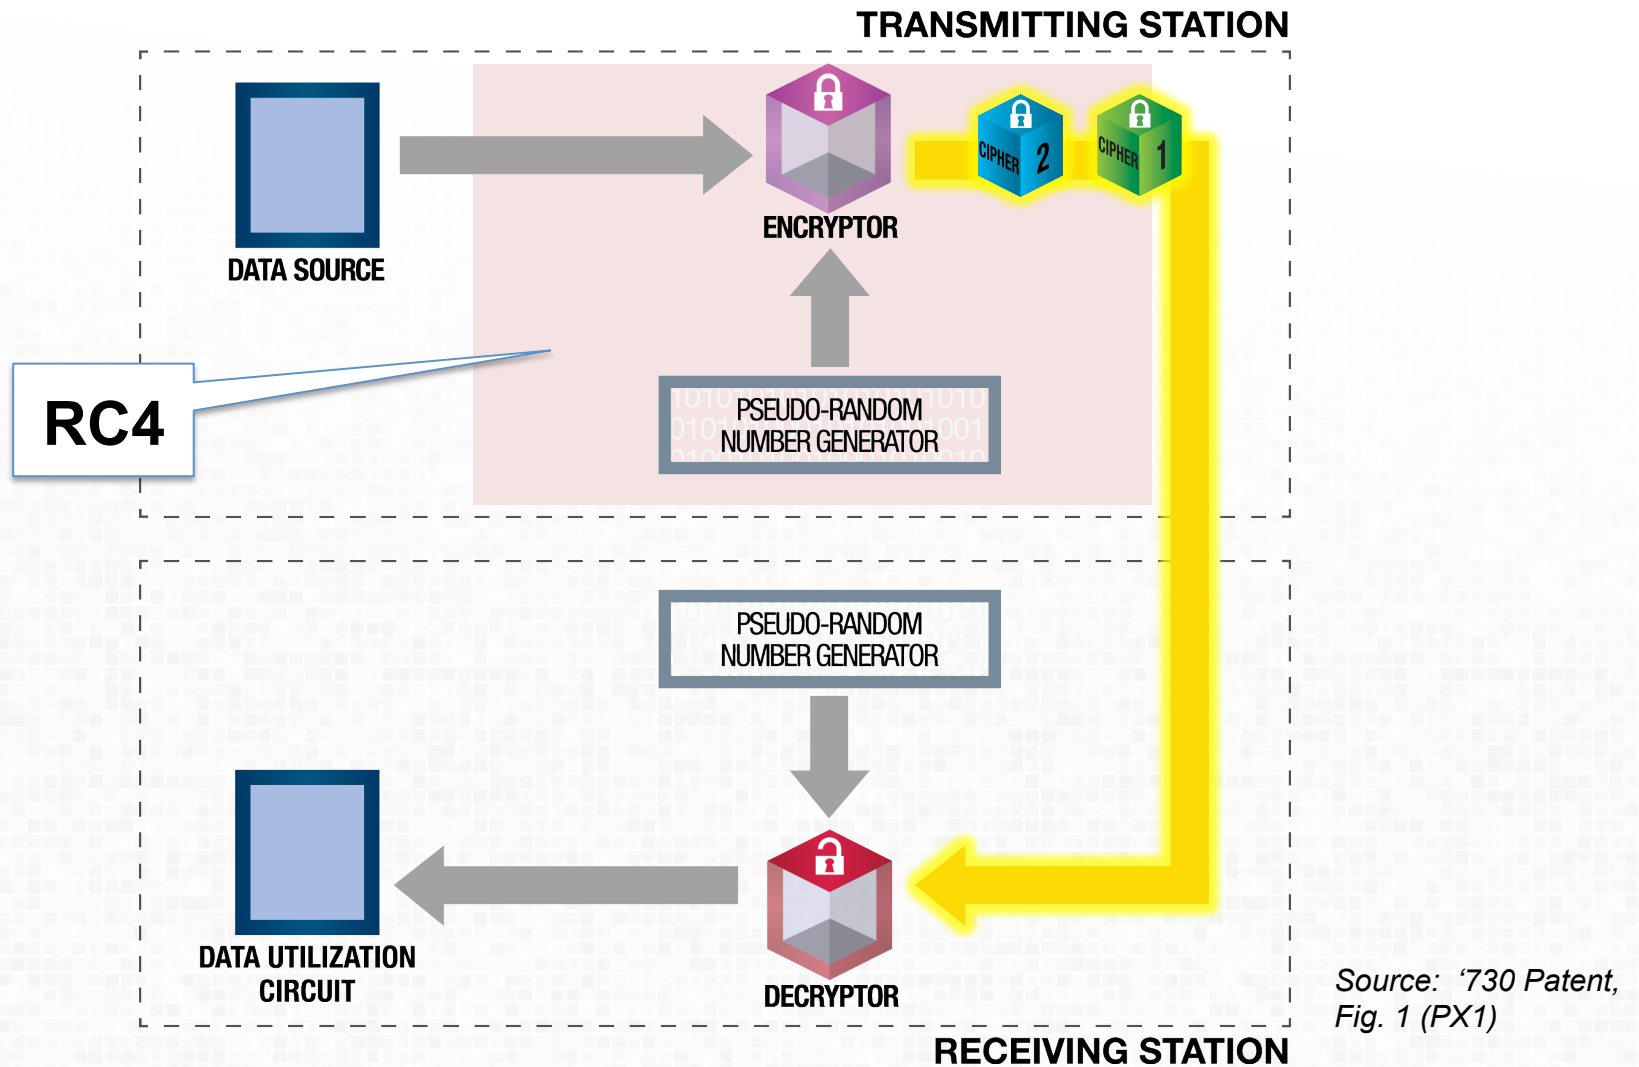 TRANSMITTING STATION
CIPHER 2
CIPHER 1
ENCRYPTOR
DATA SOURCE
RC4
PSEUDO-RANDOM
NUMBER GENERATOR
PSEUDO-RANDOM
NUMBER GENERATOR
DATA UTILIZATION
CIRCUIT
DECRYPTOR
Source: ‘730 Patent,
Fig. 1 (PX1)
RECEIVING STATION